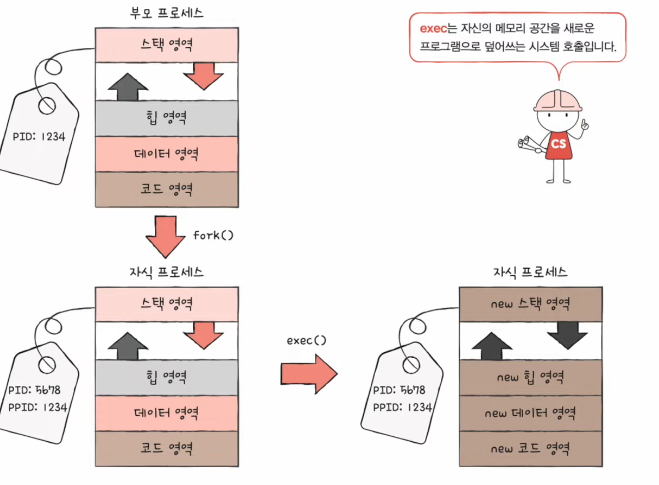 부모 프로세스
스택 영역
힙 영역
데이터 영역
코드 영역
PID: 1234
exec는 자신의 메모리 공간을 새로운
프로그램으로 덮어쓰는 시스템 호출입니다.
CS
fork()
자식 프로세스
스택 영역
힙 영역
데이터 영역
코드 영역
PID: 5678
PPID: 1234
exec()
자식 프로세스
new 스택 영역
new 힙 영역
new 데이터 영역
new 코드 영역
PID: 5678
PPID: 1234